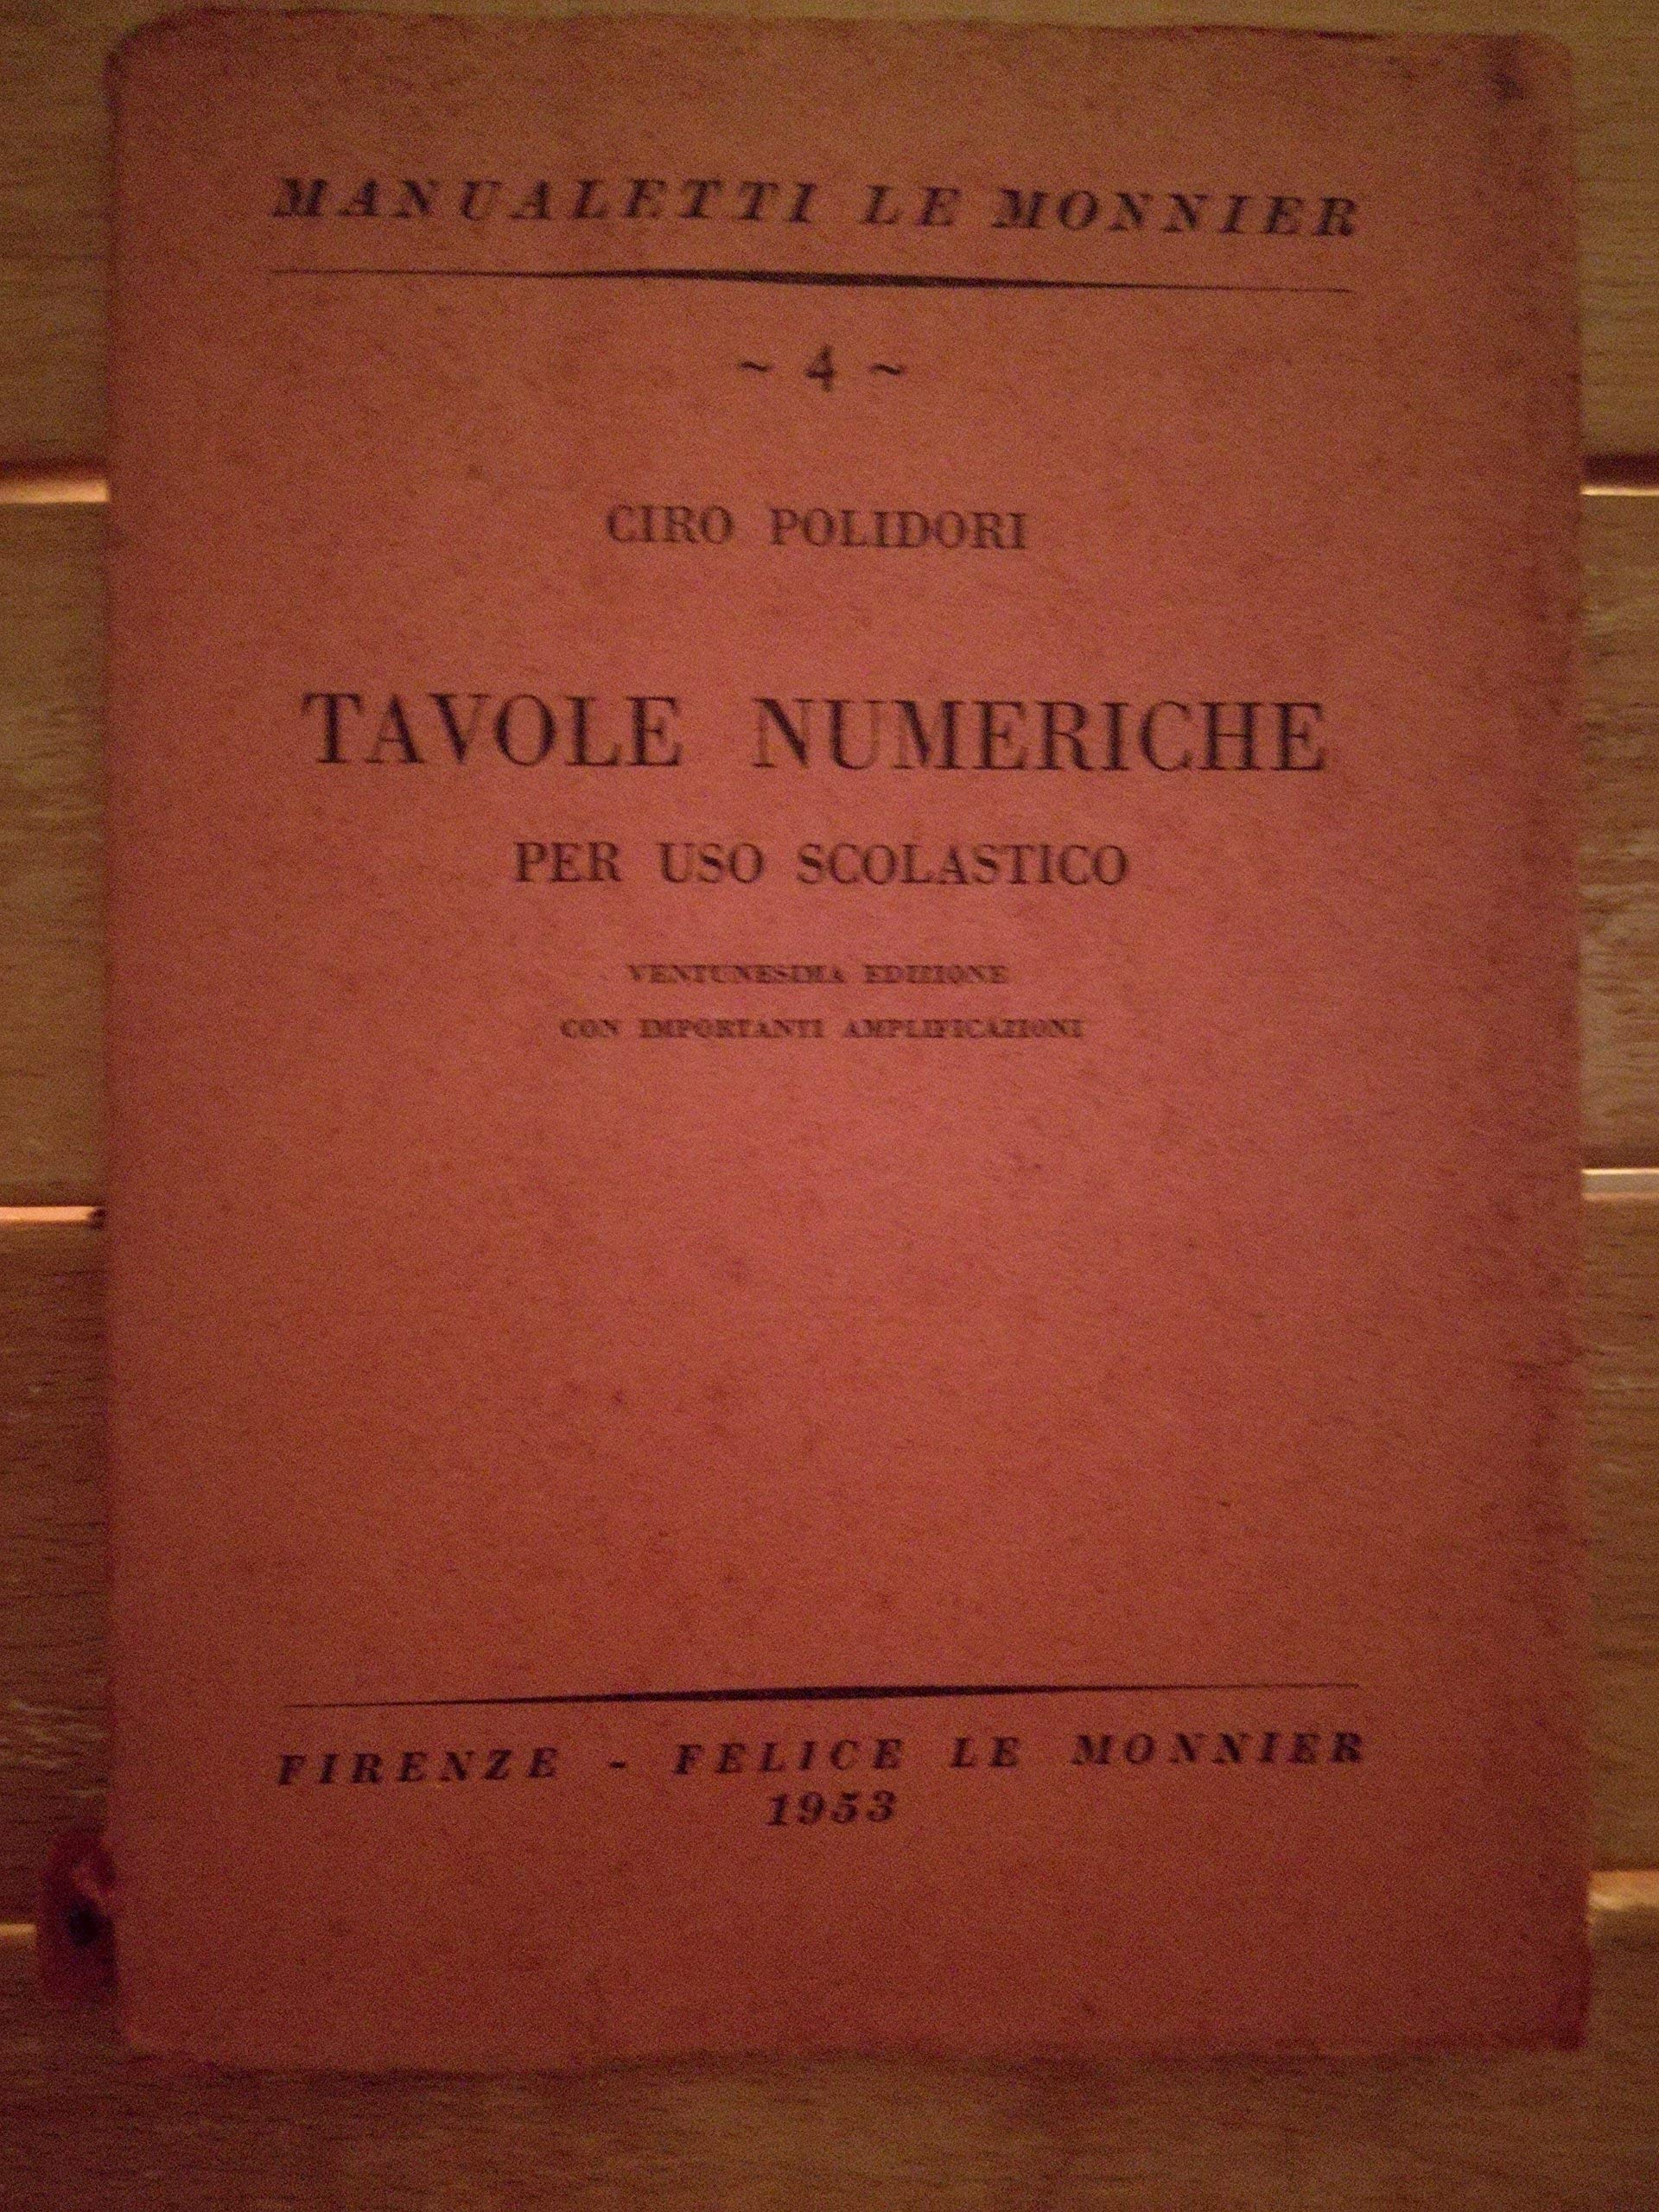 MANUALETTI LE MONNIER
~ 4 ~
CIRO POLIDORI
TAVOLE NUMERICHE
PER USO SCOLASTICO
VENTUNESIMA EDIZIONE
CON IMPORTANTI AMPLIFICAZIONI
FIRENZE - FELICE LE MONNIER
1953